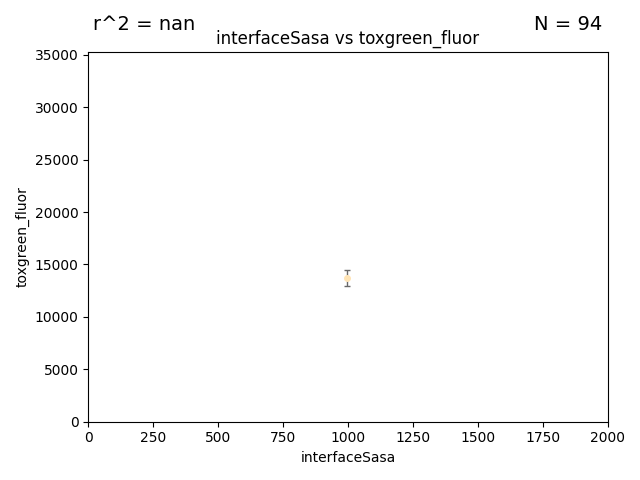 r^2 = nan
N = 94
interfaceSasa vs toxgreen_fluor
35000
30000
25000
20000
15000
10000
5000
0
toxgreen_fluor
0 250 500 750 1000 1250 1500 1750 2000
interfaceSasa